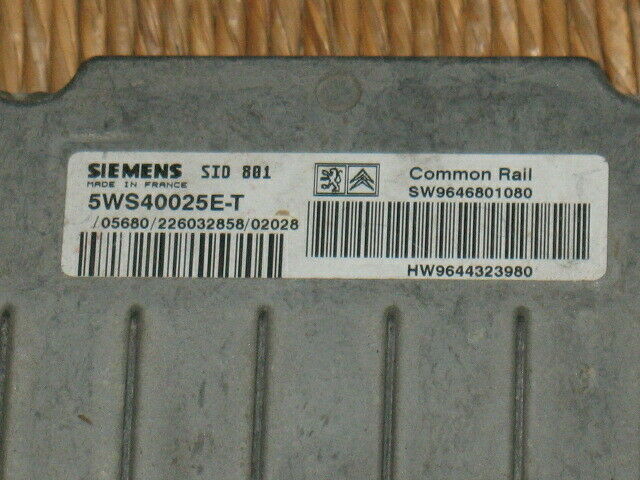 SIEMENS SID 801
MADE IN FRANCE
5WS40025E-T
/05680/226032858/02028
Common Rail
SW9646801080
HW9644323980